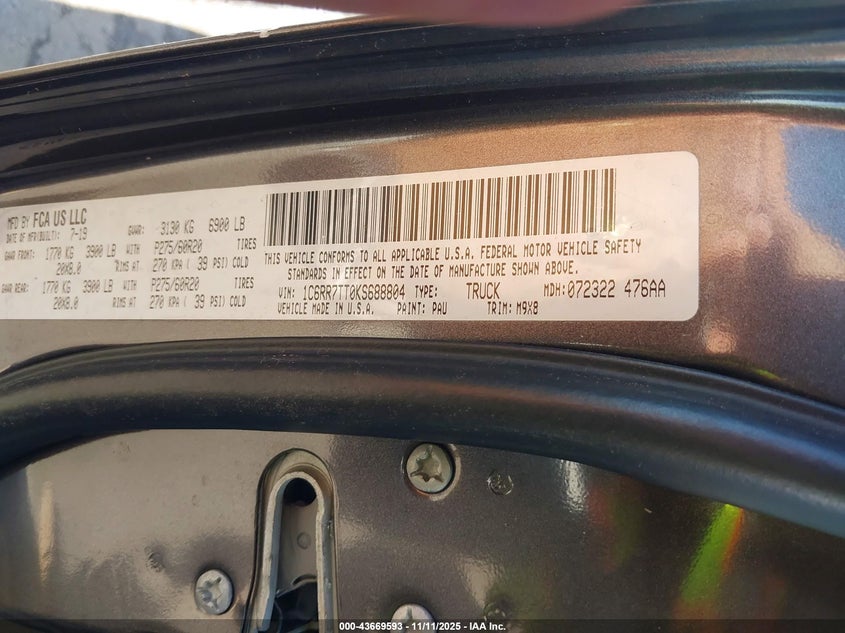 MFD BY FCA US LLC
DATE OF MFR(BUILT): 7-19 GVWR: 3130 KG 6900 LB
GAWR FRONT: 1770 KG 3900 LB WITH P275/60R20 TIRES
20X8.0 RIMS AT 270 KPA ( 39 PSI) COLD
GAWR REAR: 1770 KG 3900 LB WITH P275/60R20 TIRES
20X8.0 RIMS AT 270 KPA ( 39 PSI) COLD
THIS VEHICLE CONFORMS TO ALL APPLICABLE U.S.A. FEDERAL MOTOR VEHICLE SAFETY
STANDARDS IN EFFECT ON THE DATE OF MANUFACTURE SHOWN ABOVE.
VIN: 1C6RR7TT0KS688804 TYPE: TRUCK MDH: 072322 476AA
VEHICLE MADE IN U.S.A. PAINT: PAU TRIM: M9X8
000-43669593 - 11/11/2025 - IAA Inc.